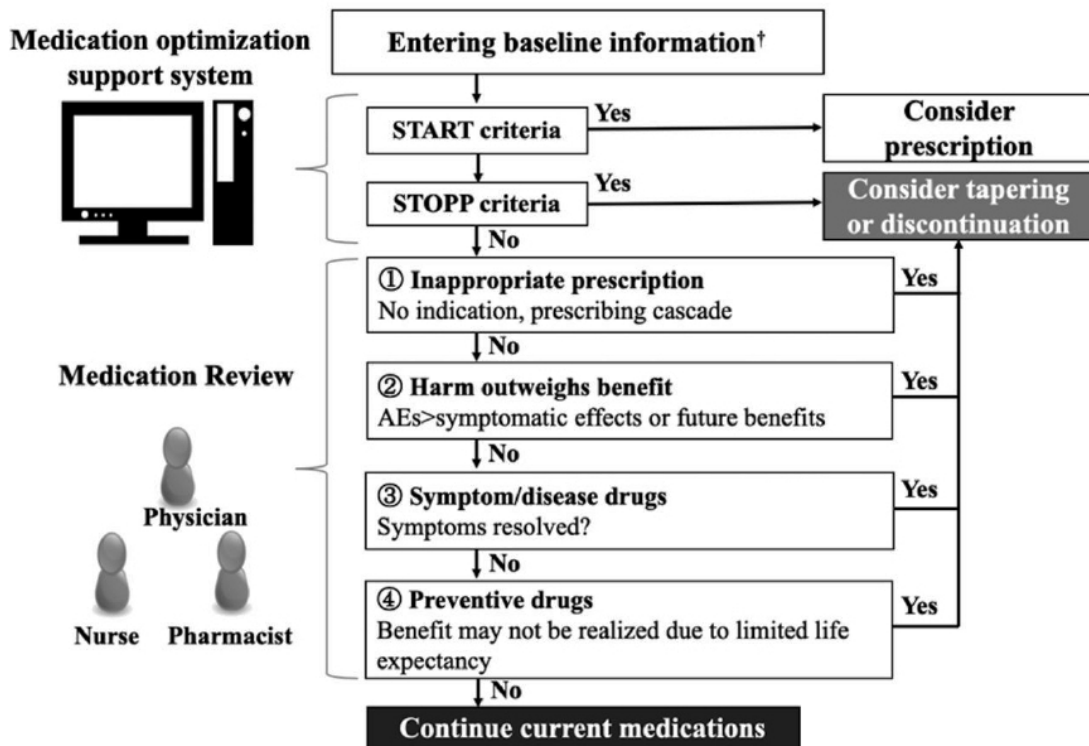 Medication optimization
support system
Entering baseline information†
START criteria
Yes
Consider
prescription
STOPP criteria
Yes
Consider tapering
or discontinuation
No
① Inappropriate prescription
No indication, prescribing cascade
Yes
No
Medication Review
② Harm outweighs benefit
AEs>symptomatic effects or future benefits
Yes
No
③ Symptom/disease drugs
Symptoms resolved?
Yes
Physician
No
④ Preventive drugs
Benefit may not be realized due to limited life
expectancy
Yes
Nurse
Pharmacist
No
Continue current medications